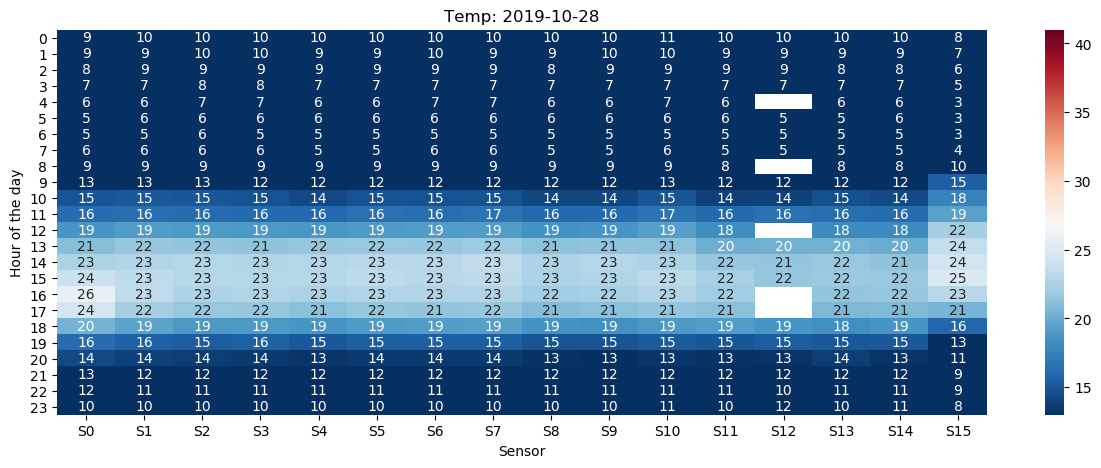 Temp: 2019-10-28
0 9 10 10 10 10 10 10 10 10 10 11 10 10 10 10 8
1 9 9 10 10 9 9 10 9 9 10 10 9 9 9 9 7
2 8 9 9 9 9 9 9 9 8 9 9 9 9 8 8 6
3 7 7 8 8 7 7 7 7 7 7 7 7 7 7 7 5
4 6 6 7 7 6 6 7 7 6 6 7 6 6 6 3
5 5 6 6 6 6 6 6 6 6 6 6 6 5 5 6 3
6 5 5 6 5 5 5 6 6 5 5 5 5 5 5 5 3
7 6 6 6 5 5 5 6 6 5 6 5 5 5 5 5 4
8 9 9 9 9 9 9 9 9 9 9 9 8 8 8 10
9 13 13 13 12 12 12 12 12 12 12 13 12 12 12 12 15
10 15 15 15 15 14 15 15 15 14 14 15 14 14 15 14 18
11 16 16 16 16 16 16 16 17 16 16 17 16 16 16 16 19
12 19 19 19 19 19 19 19 19 19 19 19 18 18 18 22
13 21 22 22 21 22 22 22 22 21 21 21 20 20 20 20 24
14 23 23 23 23 23 23 23 23 23 23 23 22 21 22 21 24
15 24 23 23 23 23 23 23 23 23 23 23 22 22 22 22 25
16 26 23 23 23 23 23 23 23 22 22 23 22 22 22 23
17 24 22 22 22 21 22 21 22 21 21 21 21 21 21 21
18 20 19 19 19 19 19 19 19 19 19 19 19 19 18 19 16
19 16 16 15 16 15 15 15 15 15 15 15 15 15 15 15 13
20 14 14 14 14 13 14 14 14 13 13 13 13 13 14 13 11
21 13 12 12 12 12 12 12 12 12 12 12 12 12 12 12 9
22 12 11 11 11 11 11 11 11 11 11 11 11 10 11 11 9
23 10 10 10 10 10 10 10 10 10 10 11 10 12 10 11 8
S0 S1 S2 S3 S4 S5 S6 S7 S8 S9 S10 S11 S12 S13 S14 S15
Sensor
Hour of the day
40
35
30
25
20
15